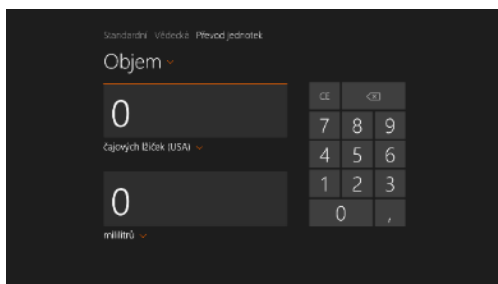 Standardní Vědecká Převod jednotek
Objem
0
čajových lžiček (USA)
0
mililitrů
CE
7 8 9
4 5 6
1 2 3
0 ,